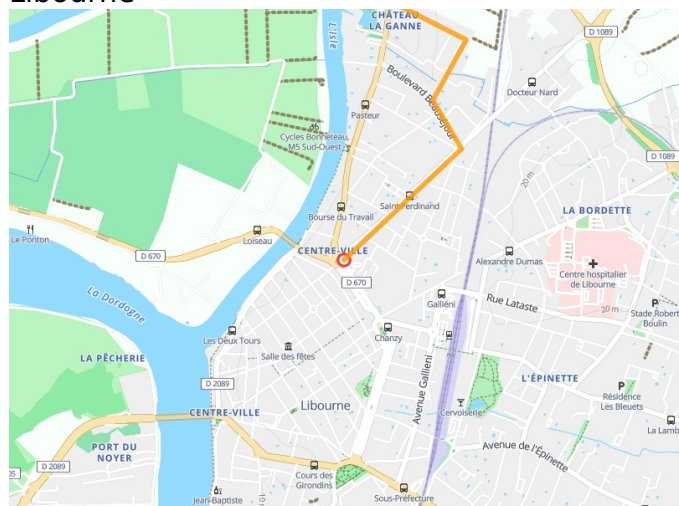 Libourne
CHÂTEAU
LA GANNE
L'Isle
D 1089
Boulevard Beauséjour
Docteur Nard
Pasteur
Cycles Bonneteau,
MS Sud-Ouest
D 1089
20 m
Saint-Ferdinand
Bourse du Travail
LA BORDETTE
Le Ponton
Loiseau
CENTRE-VILLE
D 670
Alexandre Dumas
Centre hospitalier
de Libourne
D 670
La Dordogne
Galliéni
Rue Lataste
20 m
Stade Robert
Boulin
Les Deux Tours
Chanzy
Salle des fêtes
LA PÊCHERIE
L'ÉPINETTE
D 2089
Résidence
Les Bleuets
CENTRE-VILLE
Libourne
Avenue Gallieni
Cervoiserie
La Lamb
PORT DU
NOYER
D 2089
05
Avenue de l'Épinette
Cours des
Girondins
Jean-Baptiste
10 m
Sous-Préfecture